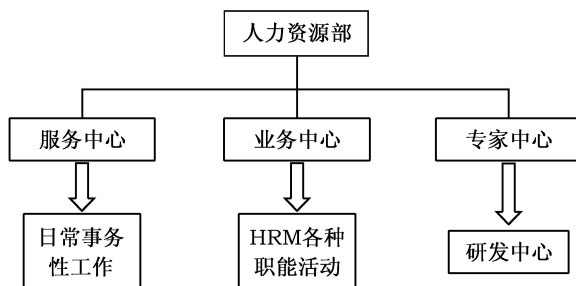 人力资源部
服务中心
业务中心
专家中心
日常事务
性工作
HRM各种
职能活动
研发中心